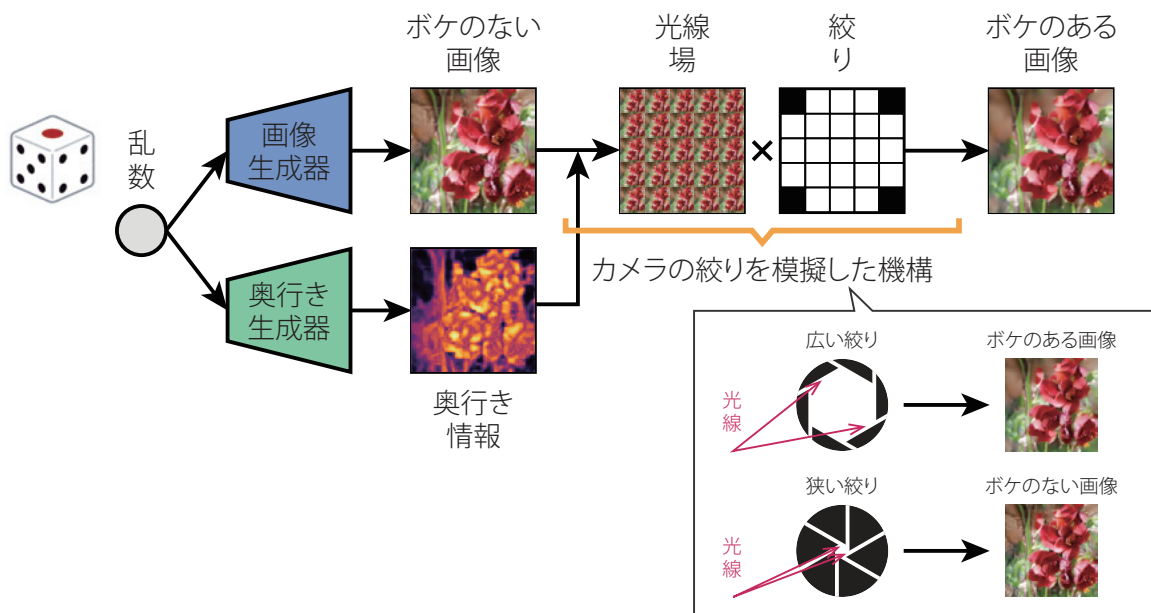 ボケのない
画像
光線
場
絞
り
ボケのある
画像
乱
数
画像
生成器
奥行き
生成器
カメラの絞りを模擬した機構
奥行き
情報
広い絞り
ボケのある画像
光
線
狭い絞り
ボケのない画像
光
線